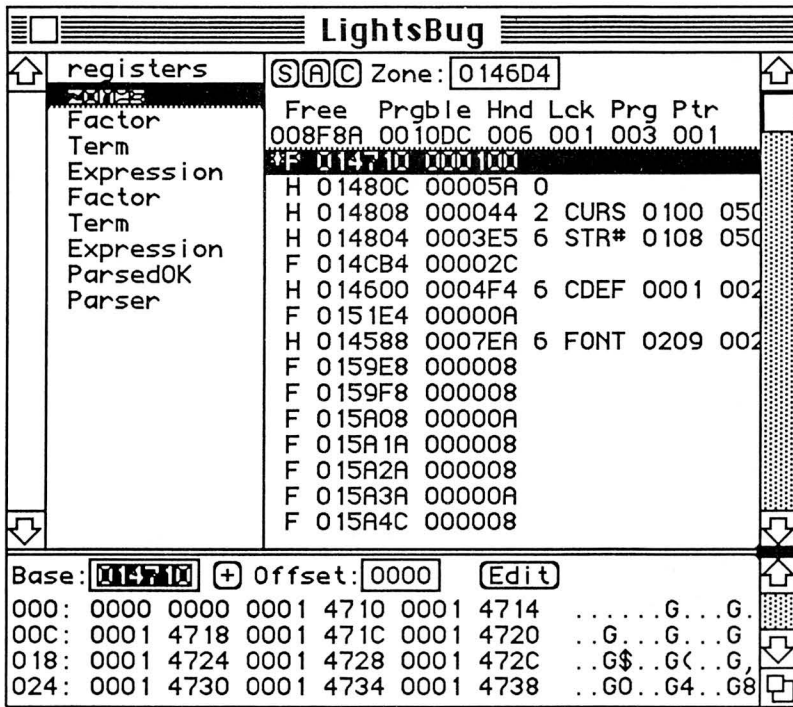 LightsBug
registers
zones
Factor
Term
Expression
Factor
Term
Expression
ParsedOK
Parser
S A C Zone: 0146D4
Free Prgble Hnd Lck Prg Ptr
008F8A 0010DC 006 001 003 001
*F 014710 000100
H 01480C 00005A 0
H 014808 000044 2 CURS 0100 050
H 014804 0003E5 6 STR# 0108 050
F 014CB4 00002C
H 014600 0004F4 6 CDEF 0001 002
F 0151E4 00000A
H 014588 0007EA 6 FONT 0209 002
F 0159E8 000008
F 0159F8 000008
F 015A08 00000A
F 015A1A 000008
F 015A2A 000008
F 015A3A 00000A
F 015A4C 000008
Base: 014710 + Offset: 0000 Edit
000: 0000 0000 0001 4710 0001 4714 ......G...G.
00C: 0001 4718 0001 471C 0001 4720 ..G...G...G
018: 0001 4724 0001 4728 0001 472C ..G$..G(..G,
024: 0001 4730 0001 4734 0001 4738 ..G0..G4..G8